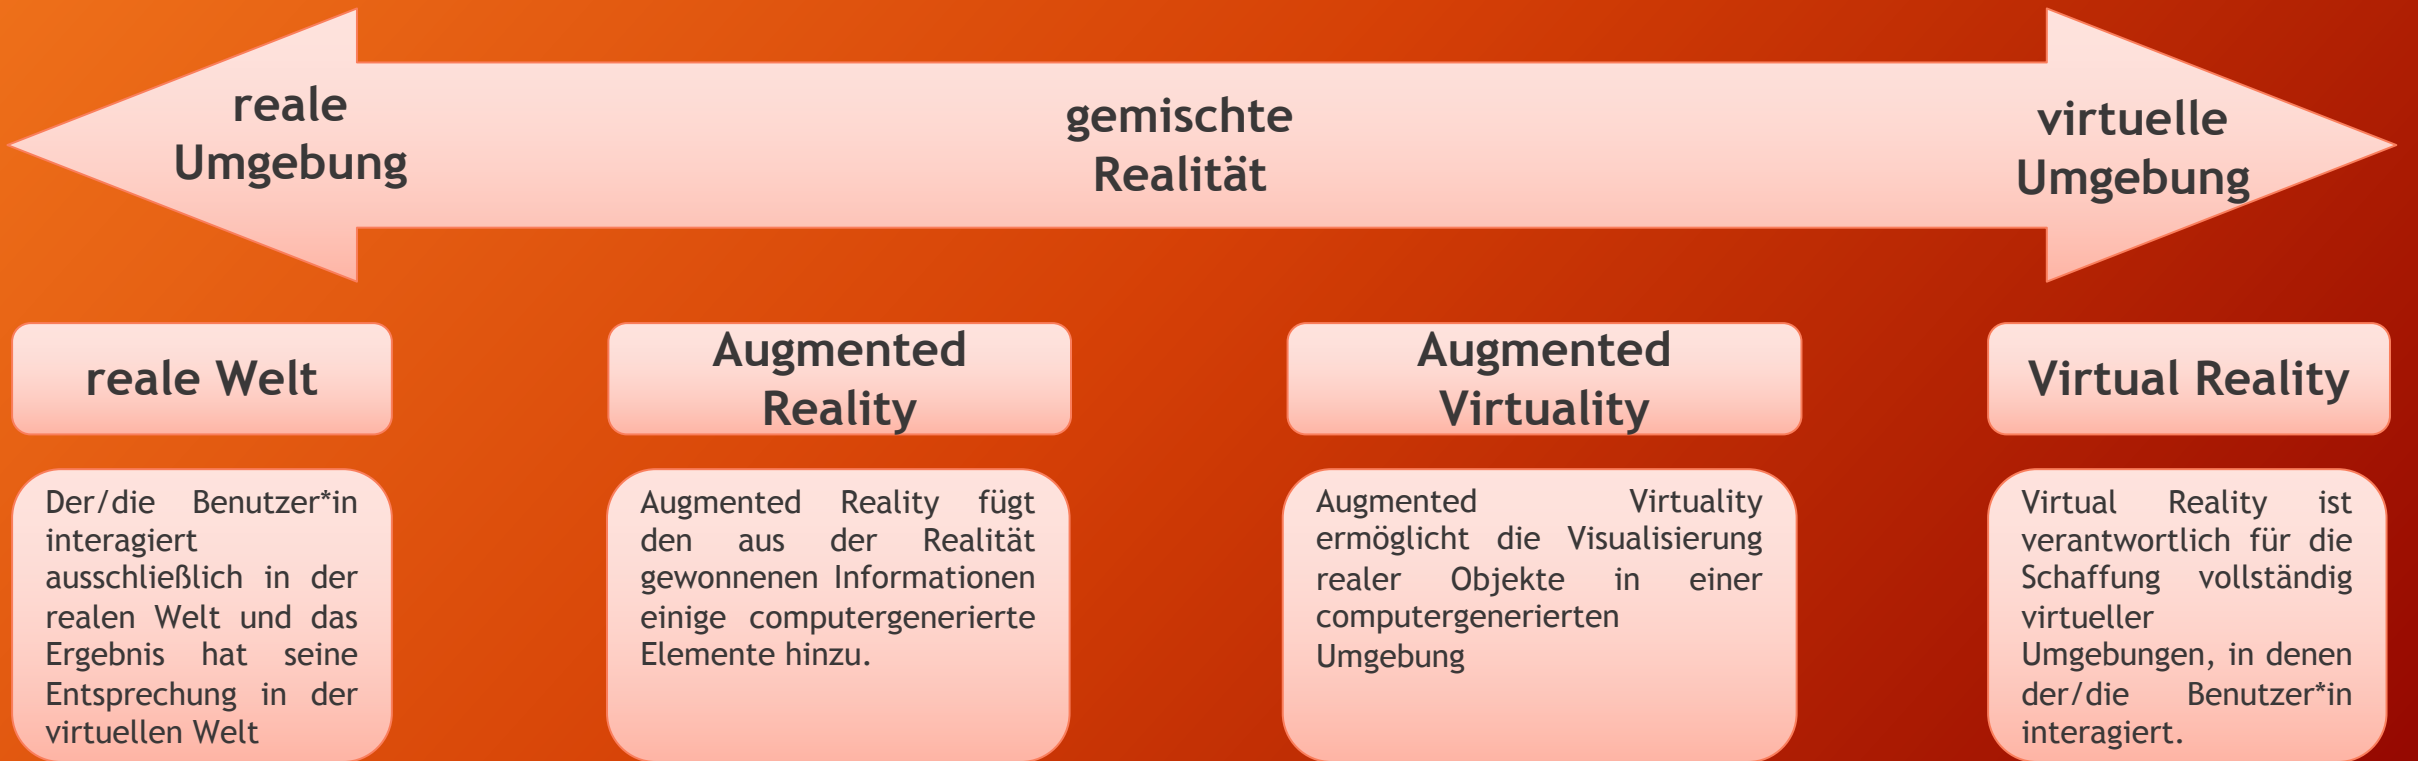 reale
Umgebung
gemischte
Realität
virtuelle
Umgebung
reale Welt
Augmented
Reality
Augmented
Virtuality
Virtual Reality
Der/die Benutzer*in
interagiert
ausschließlich in der
realen Welt und das
Ergebnis hat seine
Entsprechung in der
virtuellen Welt
Augmented Reality fügt
den aus der Realität
gewonnenen Informationen
einige computergenerierte
Elemente hinzu.
Augmented Virtuality
ermöglicht die Visualisierung
realer Objekte in einer
computergenerierten
Umgebung
Virtual Reality ist
verantwortlich für die
Schaffung vollständig
virtueller
Umgebungen, in denen
der/die Benutzer*in
interagiert.